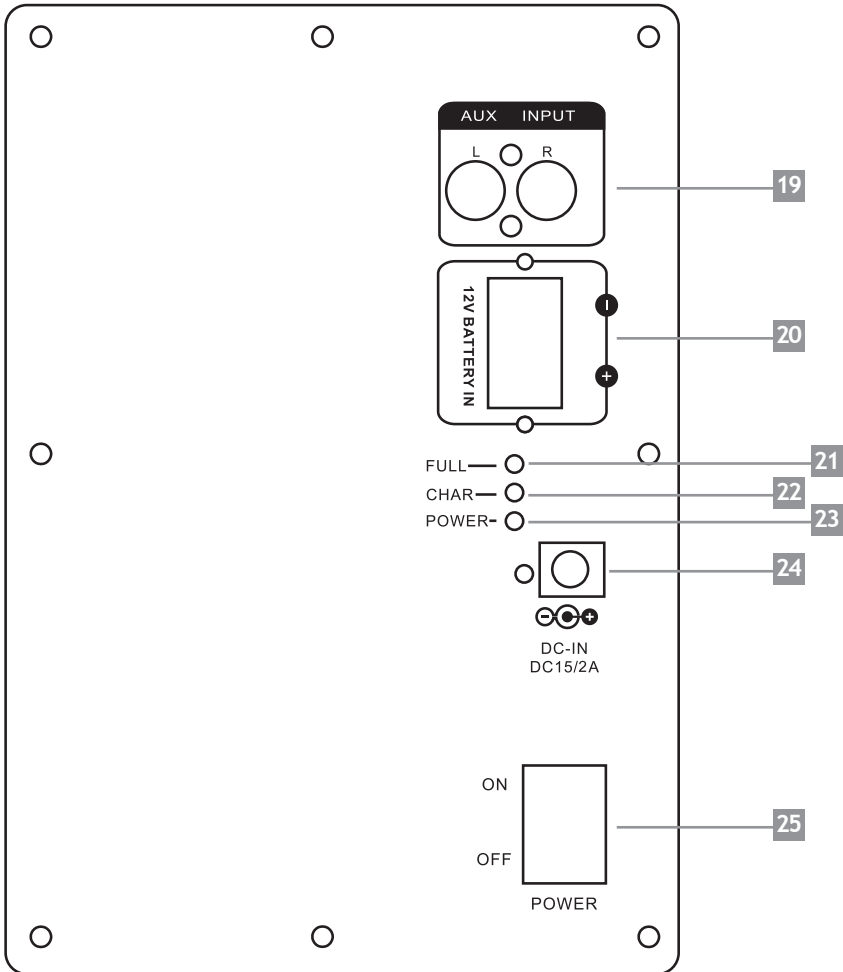 AUX INPUT
L R
19
12V BATTERY IN
20
FULL
21
CHAR
22
POWER
23
24
DC-IN
DC15/2A
ON
25
OFF
POWER